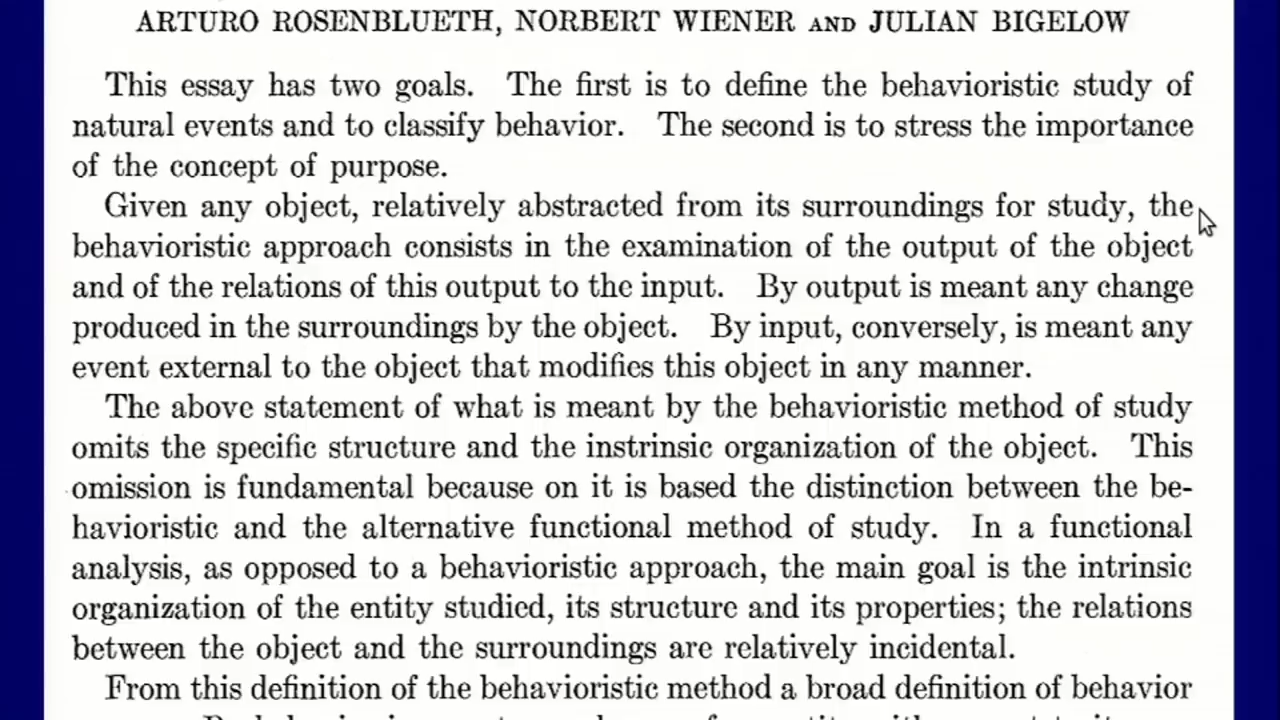 ARTURO ROSENBLUETH, NORBERT WIENER AND JULIAN BIGELOW
This essay has two goals. The first is to define the behavioristic study of
natural events and to classify behavior. The second is to stress the importance
of the concept of purpose.
Given any object, relatively abstracted from its surroundings for study, the
behavioristic approach consists in the examination of the output of the object
and of the relations of this output to the input. By output is meant any change
produced in the surroundings by the object. By input, conversely, is meant any
event external to the object that modifies this object in any manner.
The above statement of what is meant by the behavioristic method of study
omits the specific structure and the instrinsic organization of the object. This
omission is fundamental because on it is based the distinction between the be-
havioristic and the alternative functional method of study. In a functional
analysis, as opposed to a behavioristic approach, the main goal is the intrinsic
organization of the entity studied, its structure and its properties; the relations
between the object and the surroundings are relatively incidental.
From this definition of the behavioristic method a broad definition of behavior